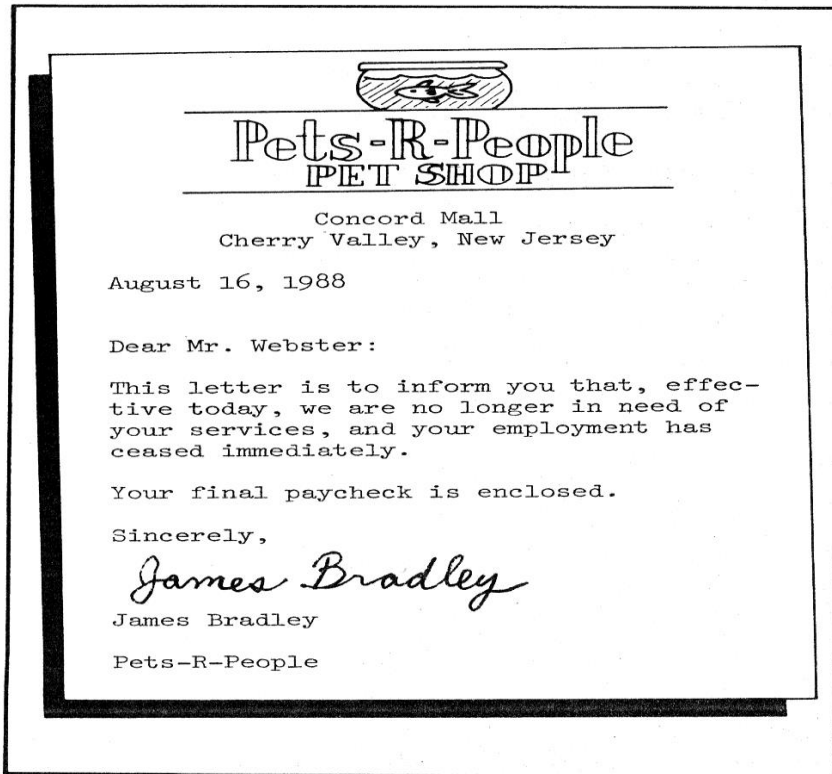 Pets-R-People
PET SHOP
Concord Mall
Cherry Valley, New Jersey
August 16, 1988
Dear Mr. Webster:
This letter is to inform you that, effec-
tive today, we are no longer in need of
your services, and your employment has
ceased immediately.
Your final paycheck is enclosed.
Sincerely,
James Bradley
James Bradley
Pets-R-People